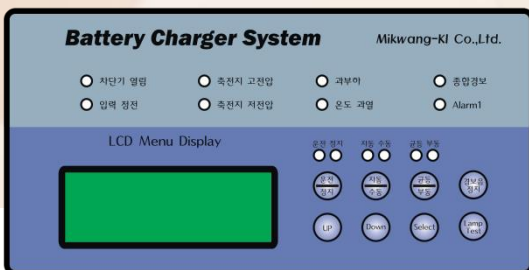 Battery Charger System Mikwang-KI Co.,Ltd.
차단기 열림 축전지 고전압 과부하 종합경보
입력 정전 축전지 저전압 온도 과열 Alarm1
LCD Menu Display
운전 정지 자동 수동 균등 부동
운전 정지
자동 수동
균등 부동
경보음 정지
UP
Down
Select
Lamp Test